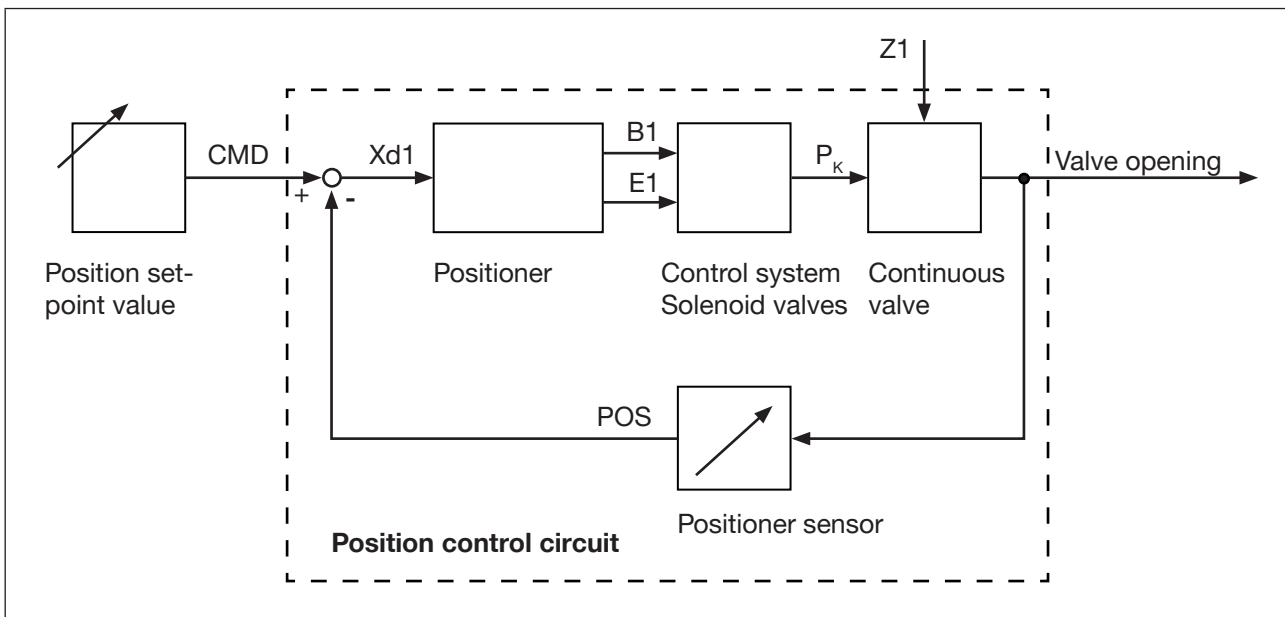 Z1
CMD
Xd1
B1
E1
P_K
Valve opening
+
-
Position set-
point value
Positioner
Control system
Solenoid valves
Continuous
valve
POS
Positioner sensor
Position control circuit